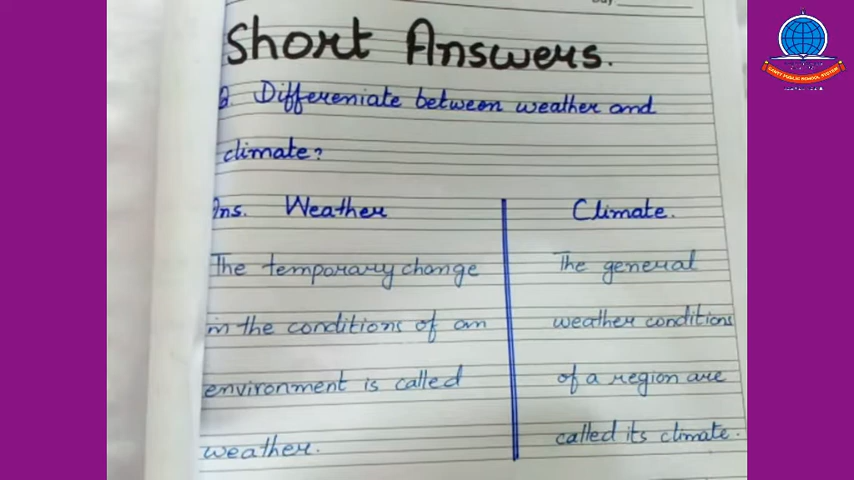 Day
Short Answers.
Q. Differeniate between weather and
climate?
Ans. Weather
The temporary change
in the conditions of an
environment is called
weather.
Climate.
The general
weather conditions
of a region are
called its climate.